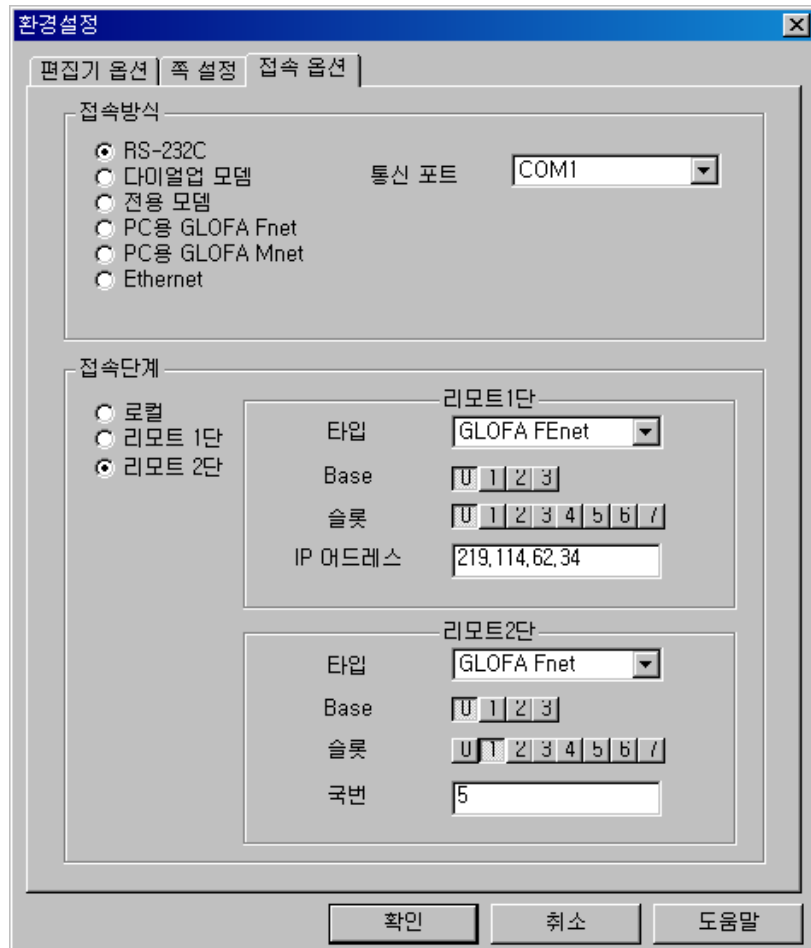 환경설정
편집기 옵션 쪽 설정 접속 옵션
접속방식
RS-232C
다이얼업 모뎀
전용 모뎀
PC용 GLOFA Fnet
PC용 GLOFA Mnet
Ethernet
통신 포트 COM1
접속단계
로컬
리모트 1단
리모트 2단
리모트1단
타입 GLOFA FEnet
Base 0 1 2 3
슬롯 0 1 2 3 4 5 6 7
IP 어드레스 219,114,62,34
리모트2단
타입 GLOFA Fnet
Base 0 1 2 3
슬롯 0 1 2 3 4 5 6 7
국번 5
확인 취소 도움말